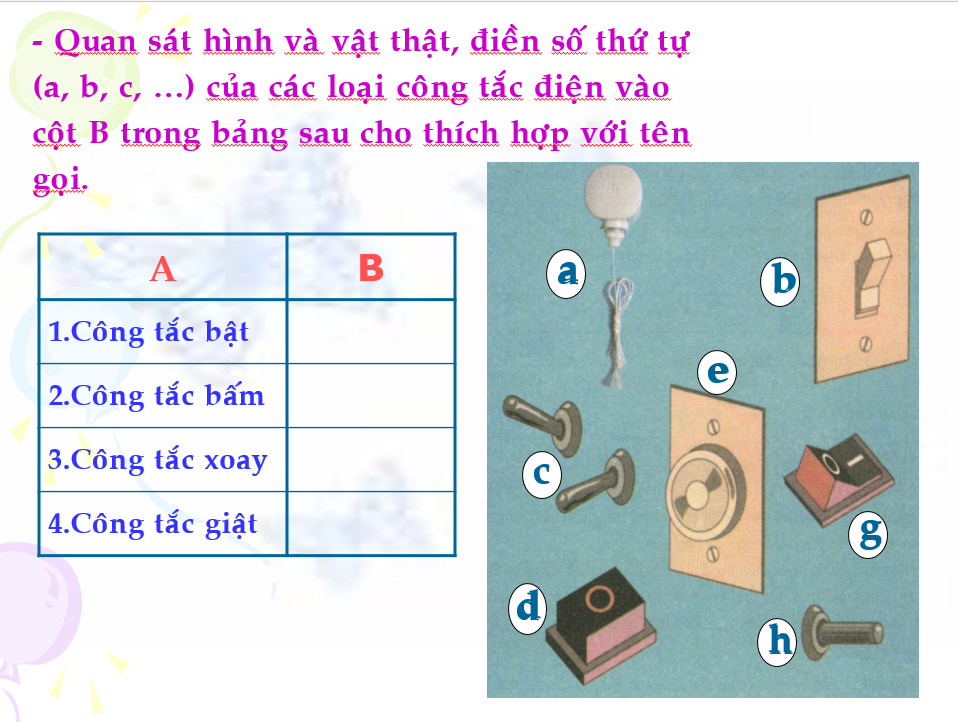 - Quan sát hình và vật thật, điền số thứ tự
(a, b, c, …) của các loại công tắc điện vào
cột B trong bảng sau cho thích hợp với tên
gọi.
A B
1.Công tắc bật
2.Công tắc bấm
3.Công tắc xoay
4.Công tắc giật
a
b
e
c
g
d
h